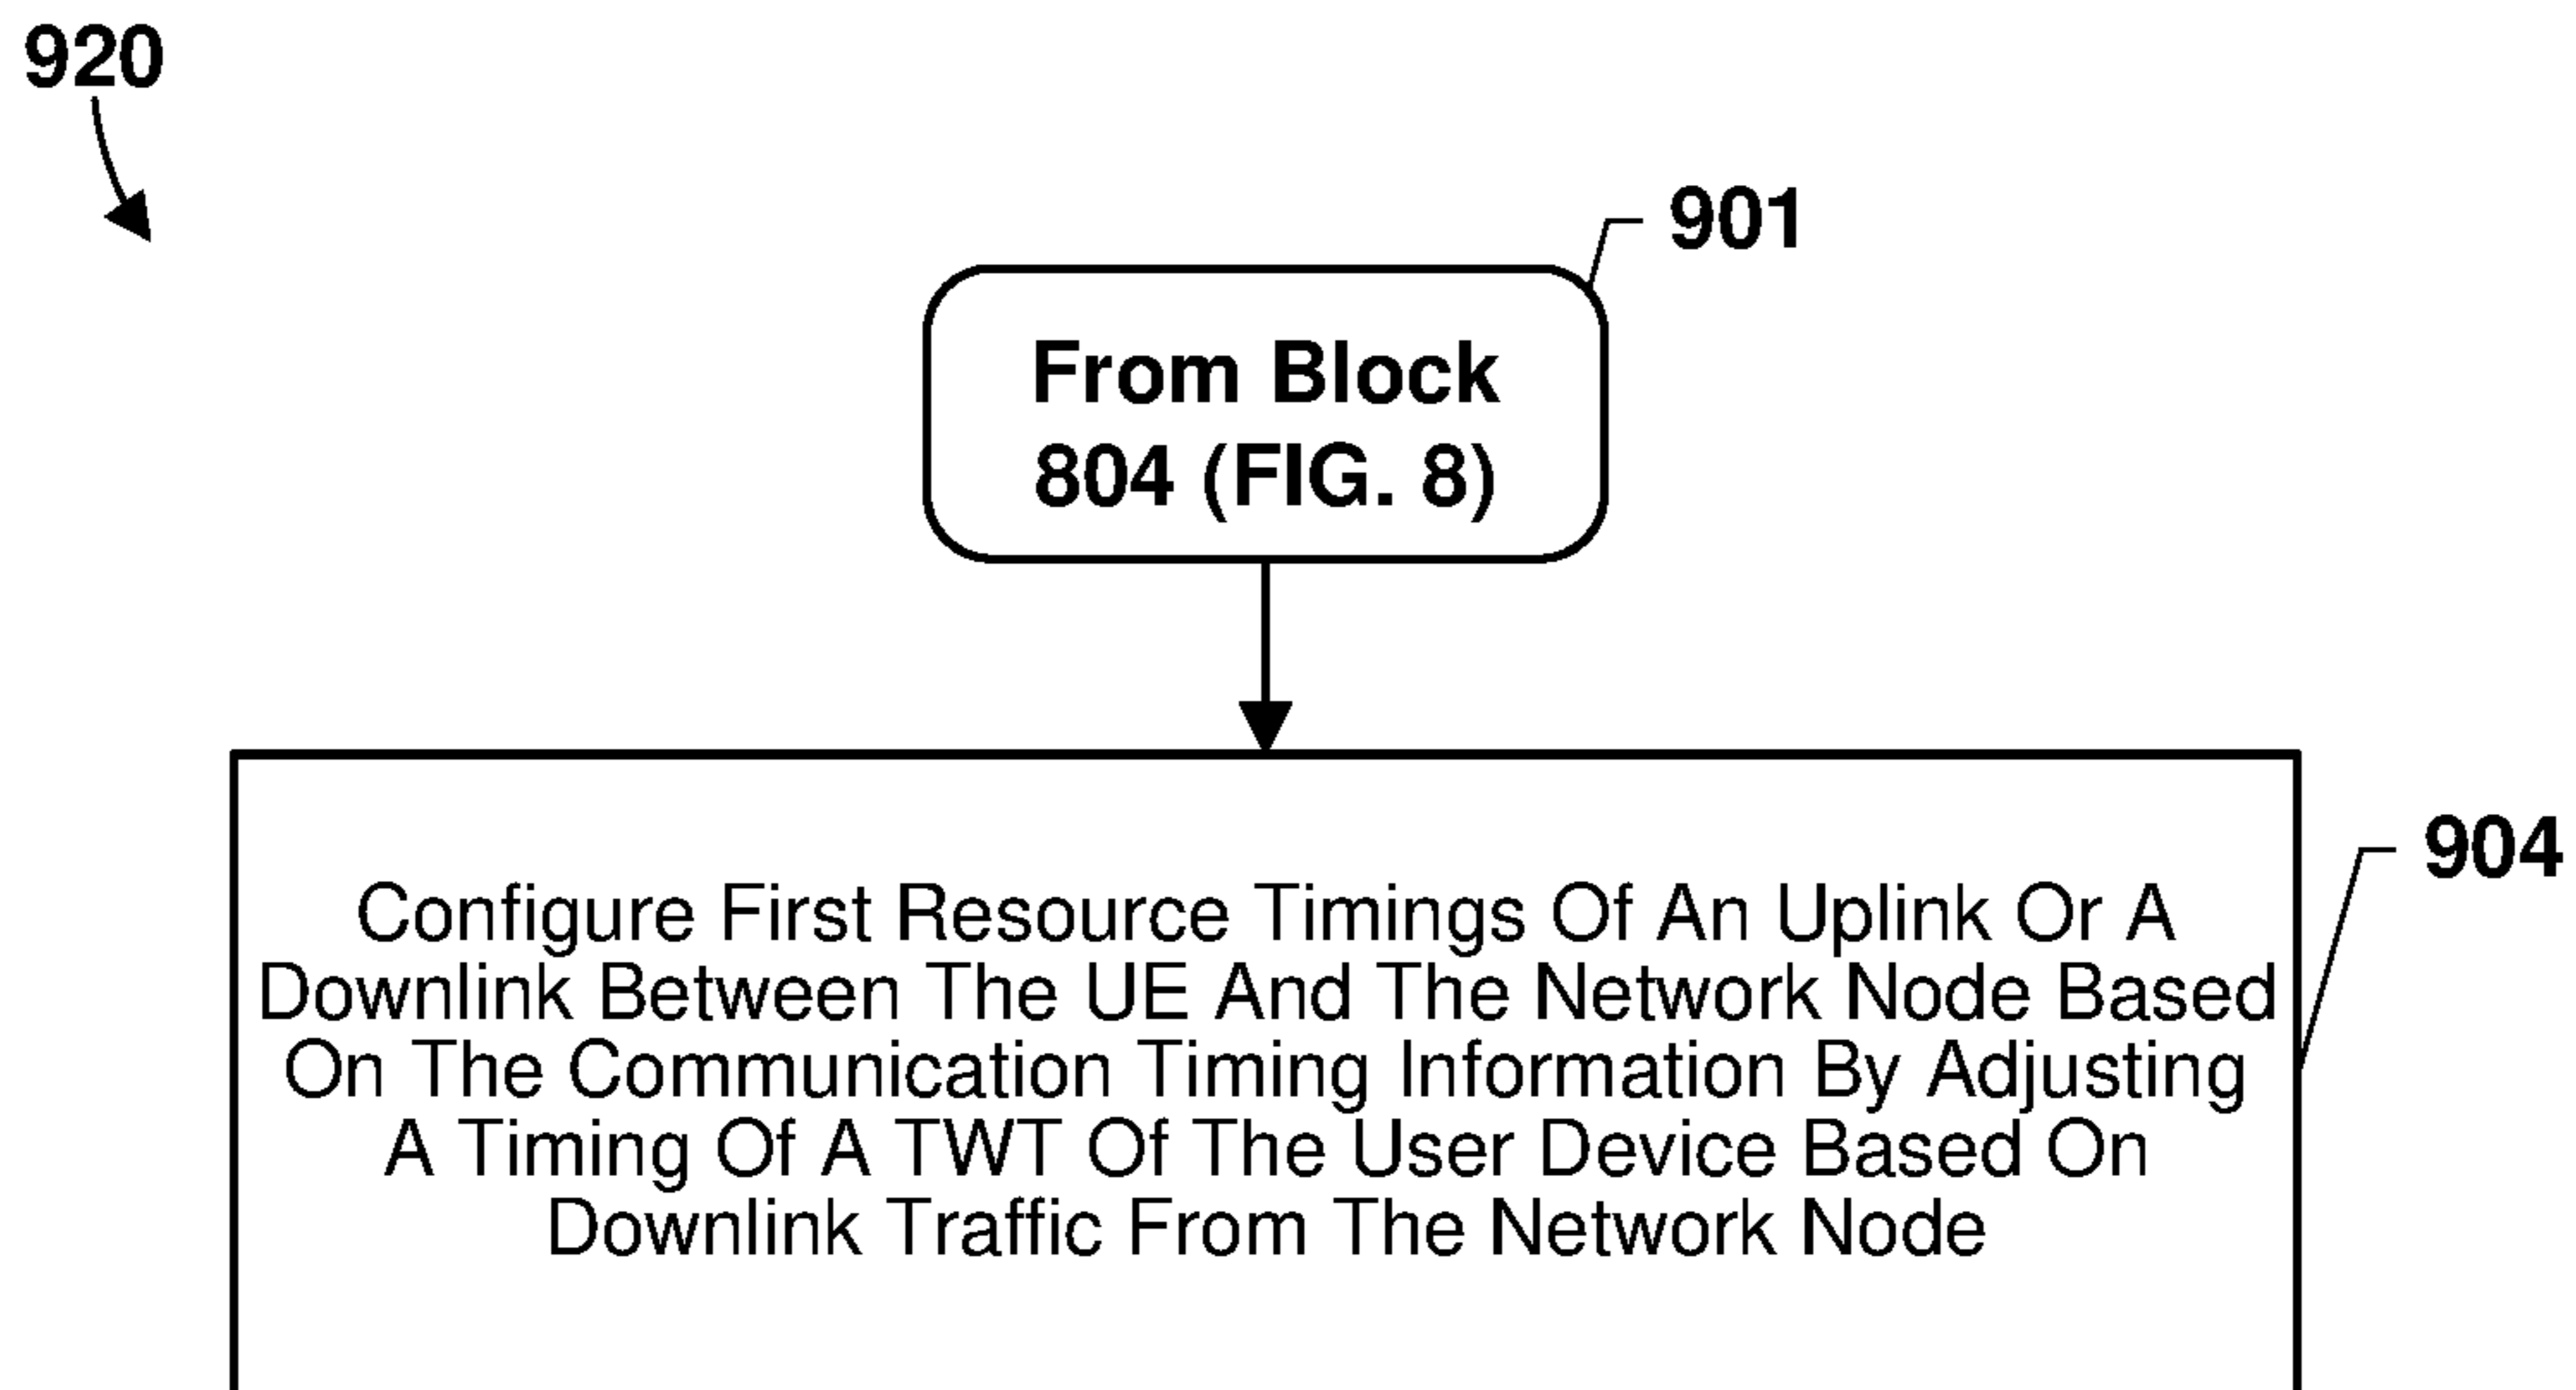 920
901
From Block
804 (FIG. 8)
904
Configure First Resource Timings Of An Uplink Or A
Downlink Between The UE And The Network Node Based
On The Communication Timing Information By Adjusting
A Timing Of A TWT Of The User Device Based On
Downlink Traffic From The Network Node